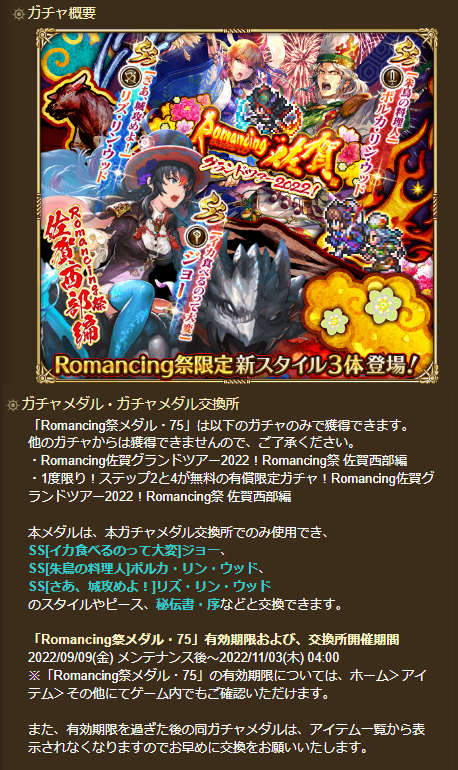 ガチャ概要
SS
[さあ、城攻めよ!]
リズ・リン・ウッド
SS
[朱鳥の料理人]
ポルカ・リン・ウッド
Romancing 佐賀
グランドツアー2022!
SS
[イカ食べるのって大変]
ジョー
Romancing祭
佐賀西部編
Romancing祭限定新スタイル3体登場!
ガチャメダル・ガチャメダル交換所
「Romancing祭メダル・75」は以下のガチャのみで獲得できます。
他のガチャからは獲得できませんので、ご了承ください。
・Romancing佐賀グランドツアー2022！Romancing祭 佐賀西部編
・1度限り！ステップ2と4が無料の有償限定ガチャ！Romancing佐賀グ
ランドツアー2022！Romancing祭 佐賀西部編
本メダルは、本ガチャメダル交換所でのみ使用でき、
SS[イカ食べるのって大変]ジョー、
SS[朱鳥の料理人]ポルカ・リン・ウッド、
SS[さあ、城攻めよ！]リズ・リン・ウッド
のスタイルやピース、秘伝書・序などと交換できます。
「Romancing祭メダル・75」有効期限および、交換所開催期間
2022/09/09(金) メンテナンス後～2022/11/03(木) 04:00
※「Romancing祭メダル・75」の有効期限については、ホーム＞アイ
テム＞その他にてゲーム内でもご確認いただけます。
また、有効期限を過ぎた後の同ガチャメダルは、アイテム一覧から表
示されなくなりますのでお早めに交換をお願いいたします。